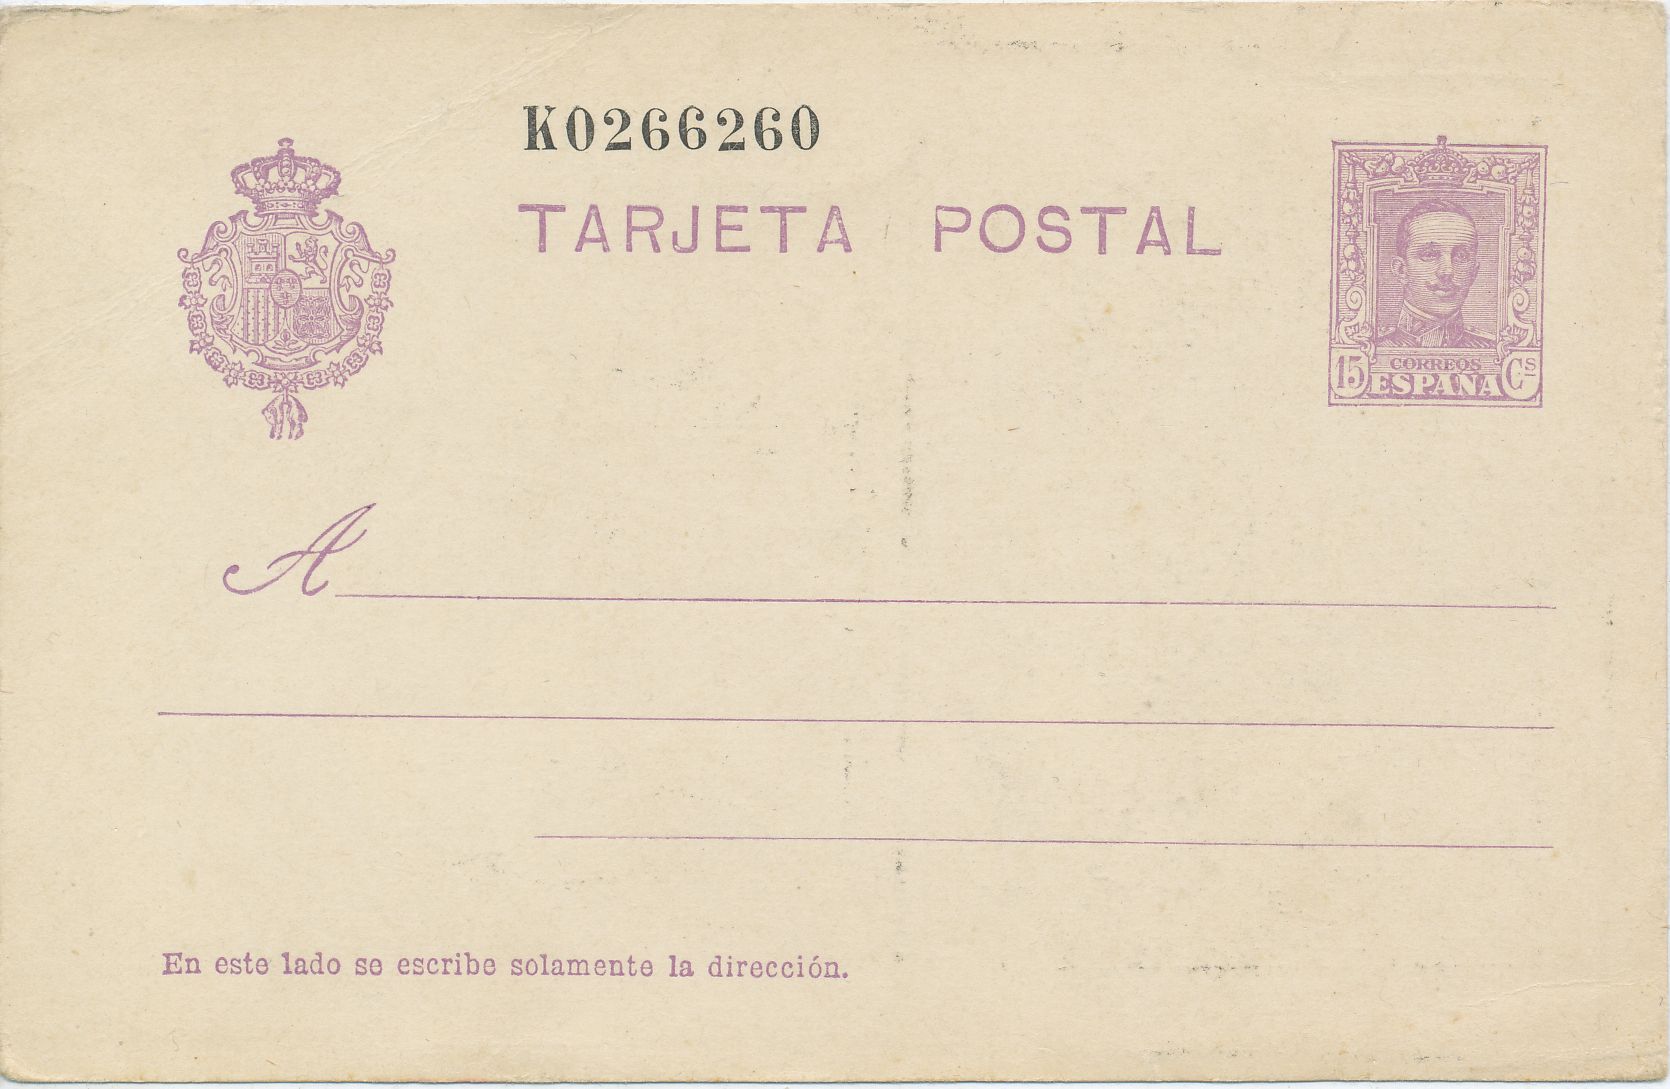 K0266260
TARJETA POSTAL
15 CORREOS ESPAÑA Cs
A
En este lado se escribe solamente la dirección.